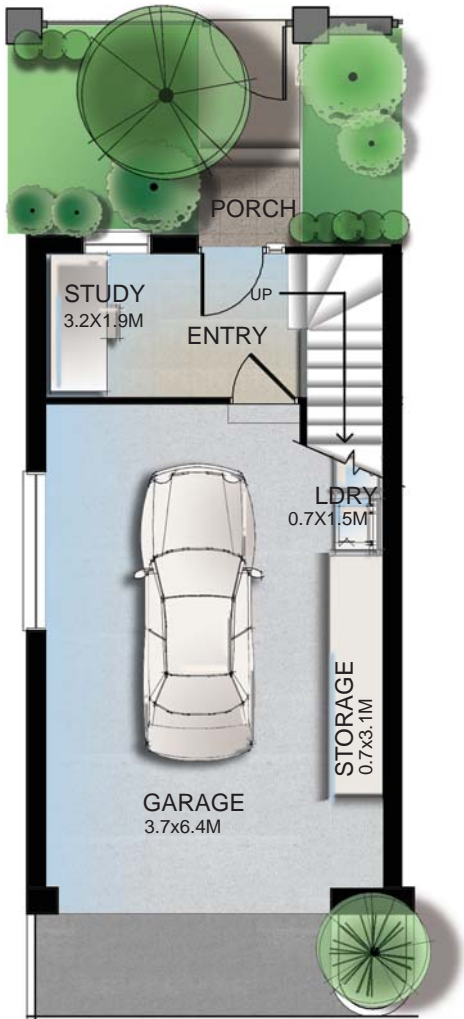 PORCH
STUDY
3.2X1.9M
UP
ENTRY
LDRY
0.7X1.5M
STORAGE
0.7x3.1M
GARAGE
3.7x6.4M